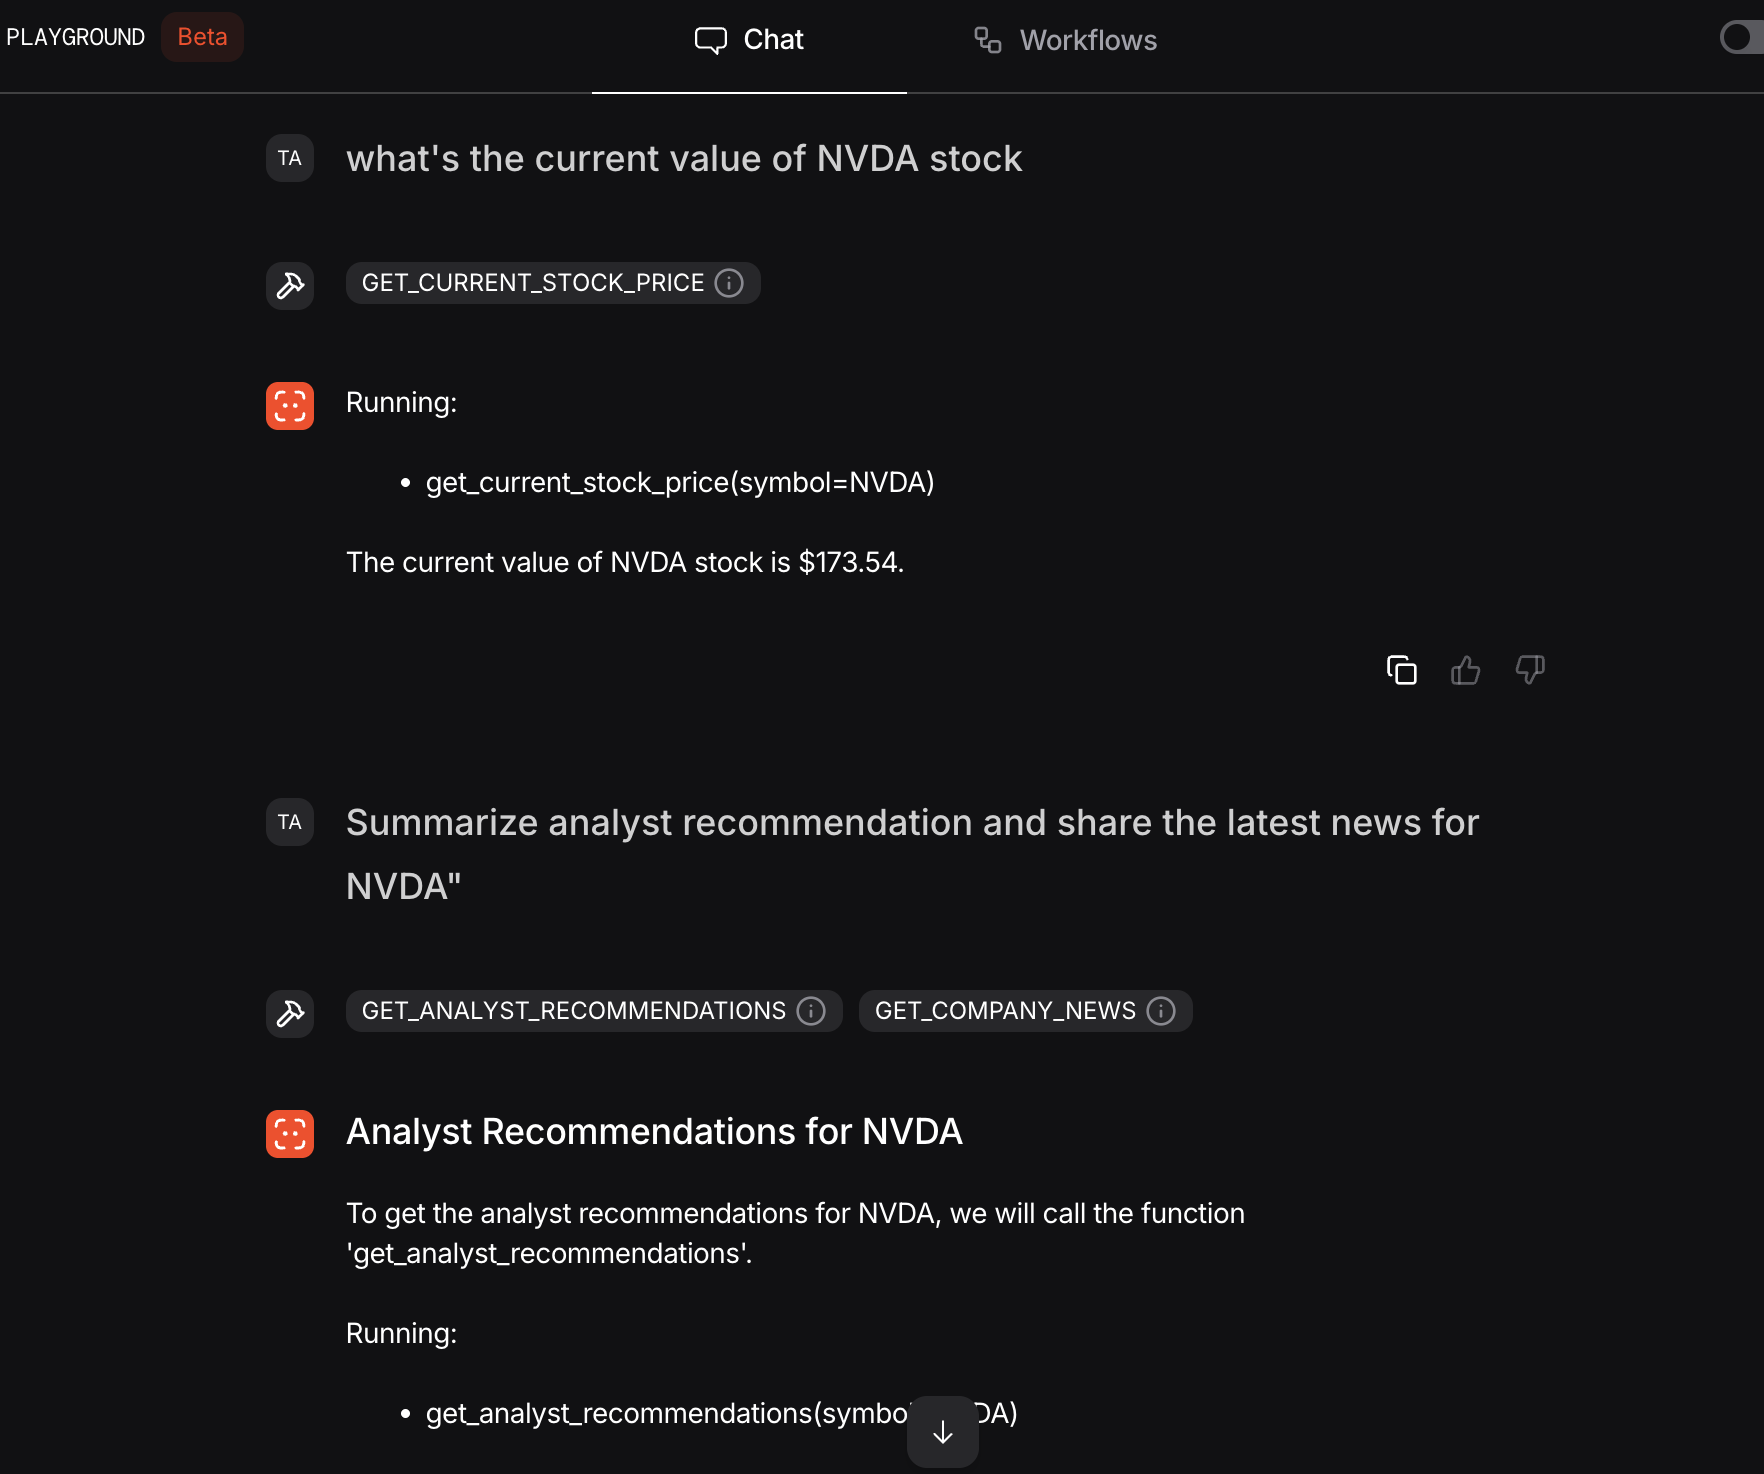 PLAYGROUND Beta
Chat
Workflows
TA what's the current value of NVDA stock
GET_CURRENT_STOCK_PRICE
Running:
• get_current_stock_price(symbol=NVDA)
The current value of NVDA stock is $173.54.
TA Summarize analyst recommendation and share the latest news for
NVDA"
GET_ANALYST_RECOMMENDATIONS GET_COMPANY_NEWS
Analyst Recommendations for NVDA
To get the analyst recommendations for NVDA, we will call the function
'get_analyst_recommendations'.
Running:
• get_analyst_recommendations(symbo DA)